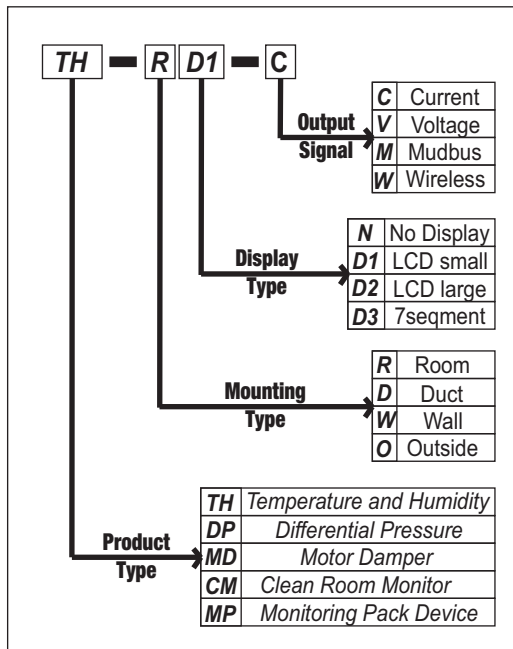 TH - R D1 - C
Output
Signal
C Current
V Voltage
M Mudbus
W Wireless
Display
Type
N No Display
D1 LCD small
D2 LCD large
D3 7seqment
Mounting
Type
R Room
D Duct
W Wall
O Outside
Product
Type
TH Temperature and Humidity
DP Differential Pressure
MD Motor Damper
CM Clean Room Monitor
MP Monitoring Pack Device